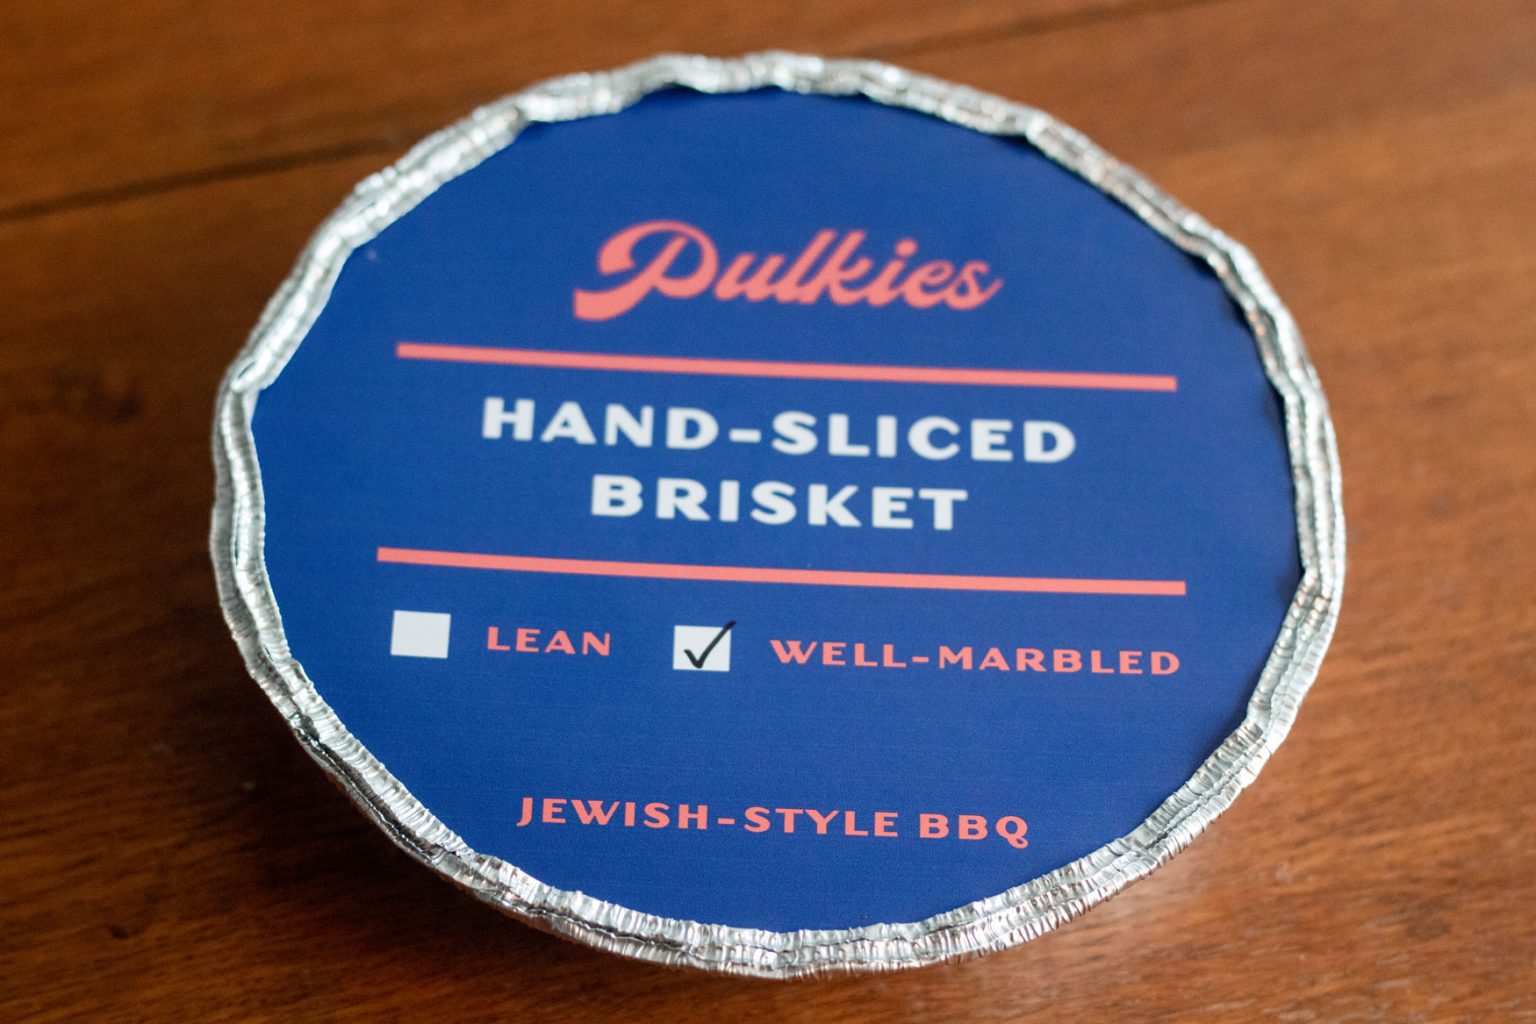 Pulkies
HAND-SLICED
BRISKET
LEAN WELL-MARBLED
JEWISH-STYLE BBQ